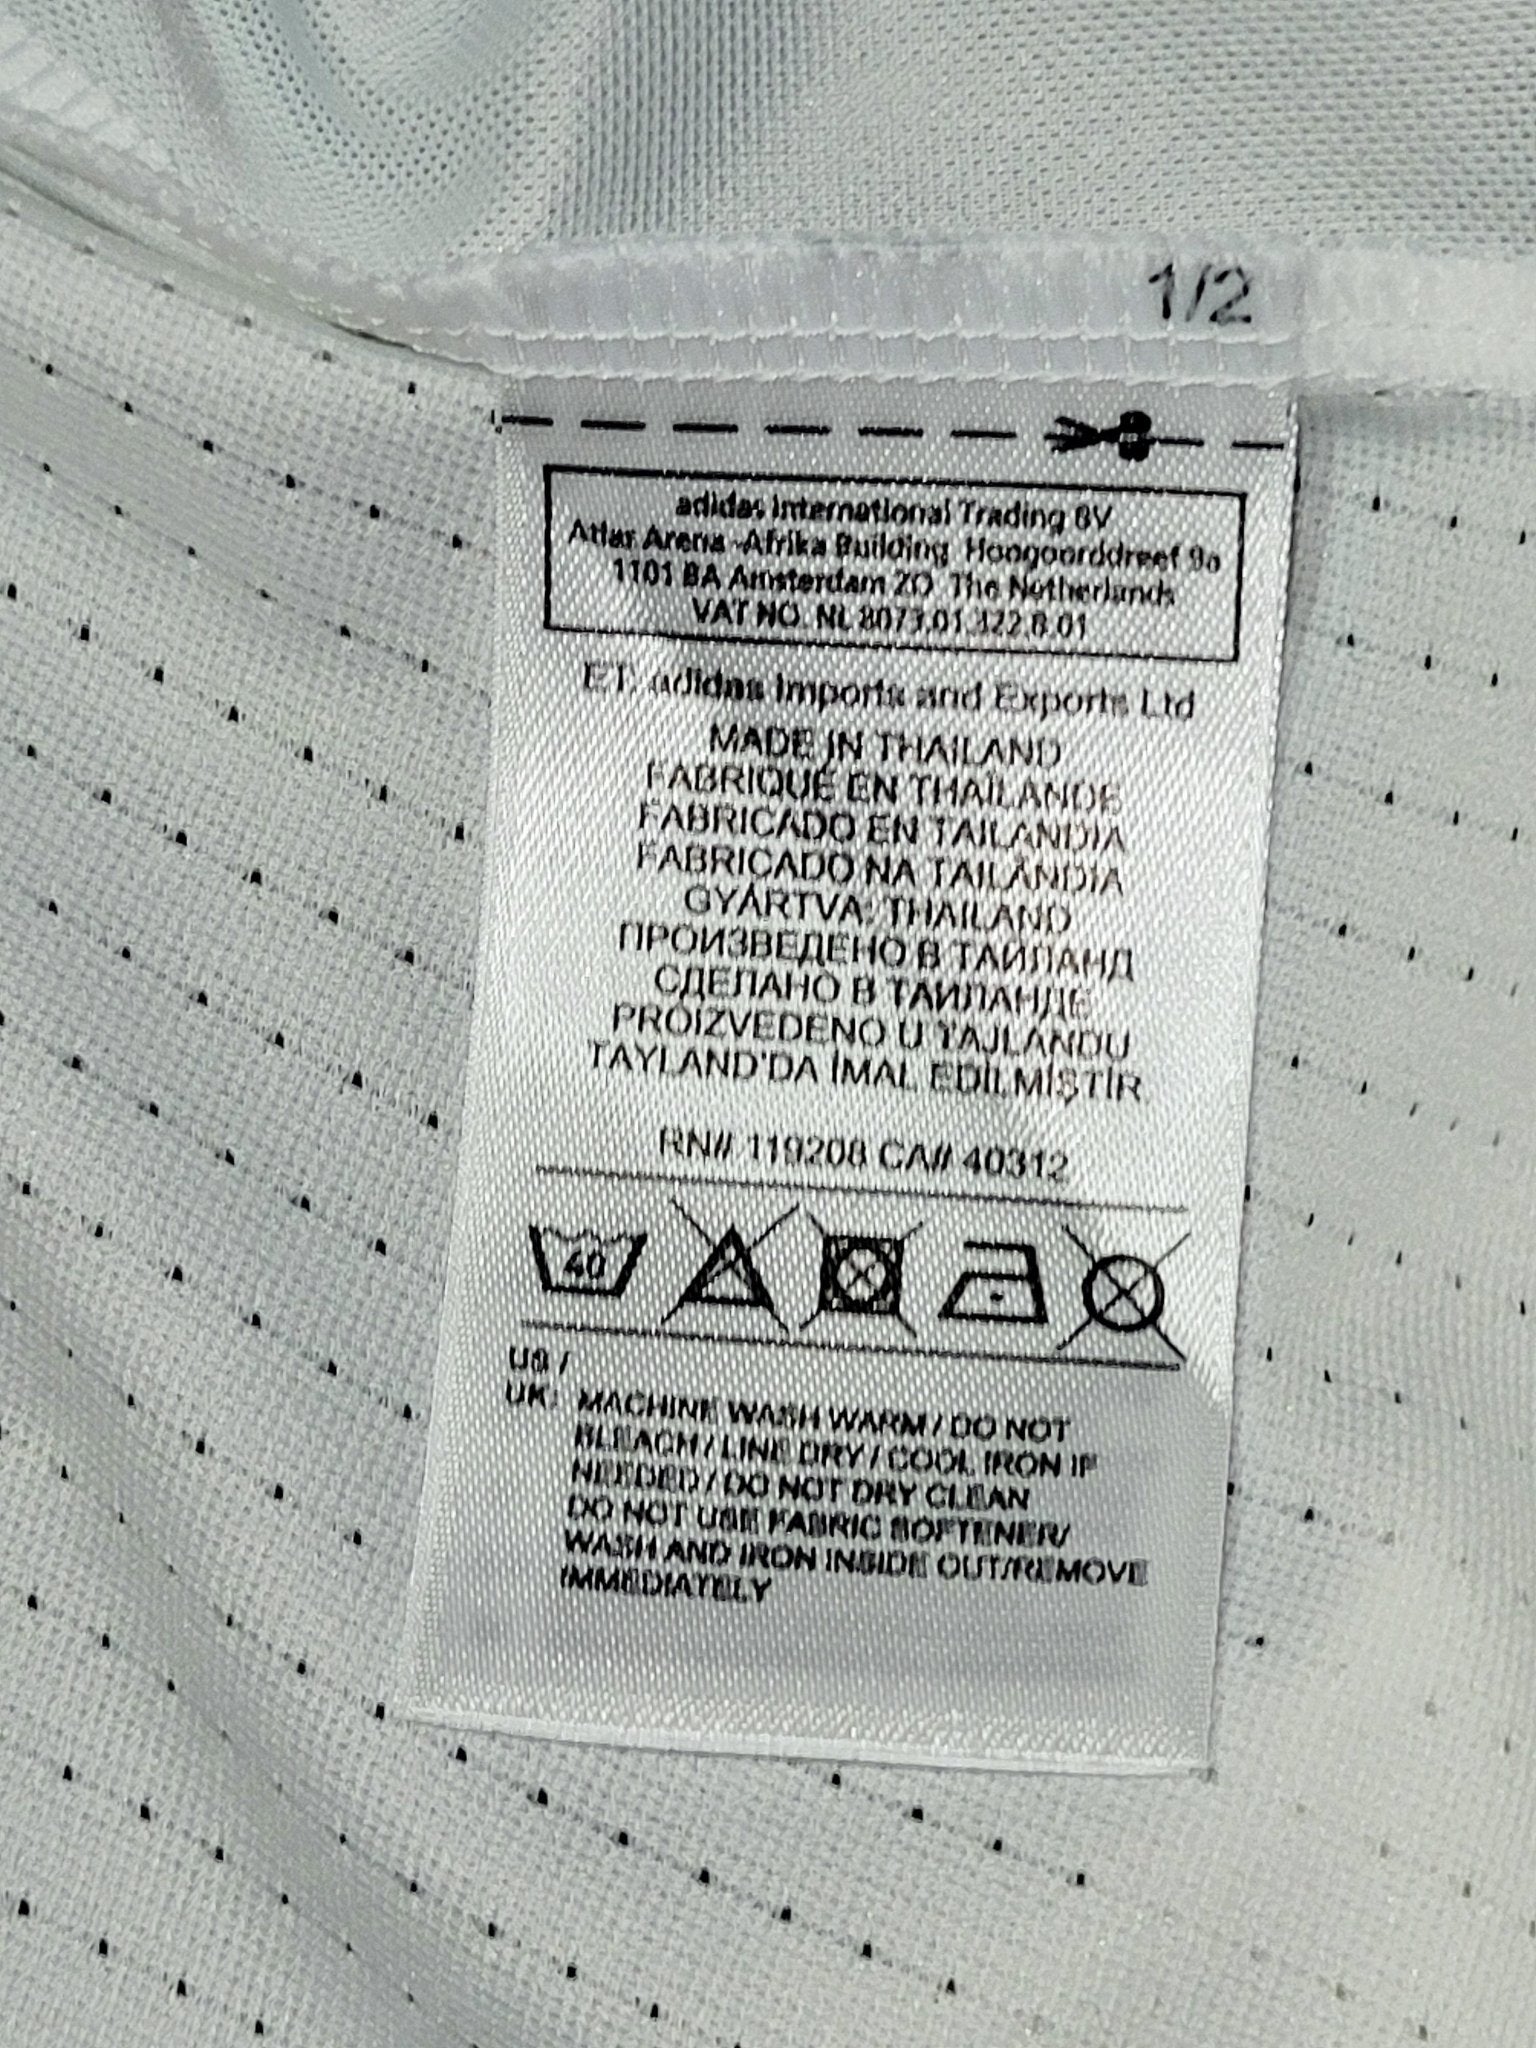 1/2
adidas International Trading BV
Atlas Arena -Afrika Building Hoogoorddreef 9a
1101 BA Amsterdam ZO The Netherlands
VAT NO. NL 8073.01.322.B.01
ET: adidas Imports and Exports Ltd
MADE IN THAILAND
FABRIQUÉ EN THAÏLANDE
FABRICADO EN TAILANDIA
FABRICADO NA TAILÂNDIA
GYÁRTVA: THAILAND
ПРОИЗВЕДЕНО В ТАИЛАНД
СДЕЛАНО В ТАИЛАНДЕ
PROIZVEDENO U TAJLANDU
TAYLAND'DA İMAL EDİLMİŞTİR
RN# 119208 CA# 40312
40
US /
UK: MACHINE WASH WARM / DO NOT
BLEACH / LINE DRY / COOL IRON IF
NEEDED / DO NOT DRY CLEAN
DO NOT USE FABRIC SOFTENER/
WASH AND IRON INSIDE OUT/REMOVE
IMMEDIATELY